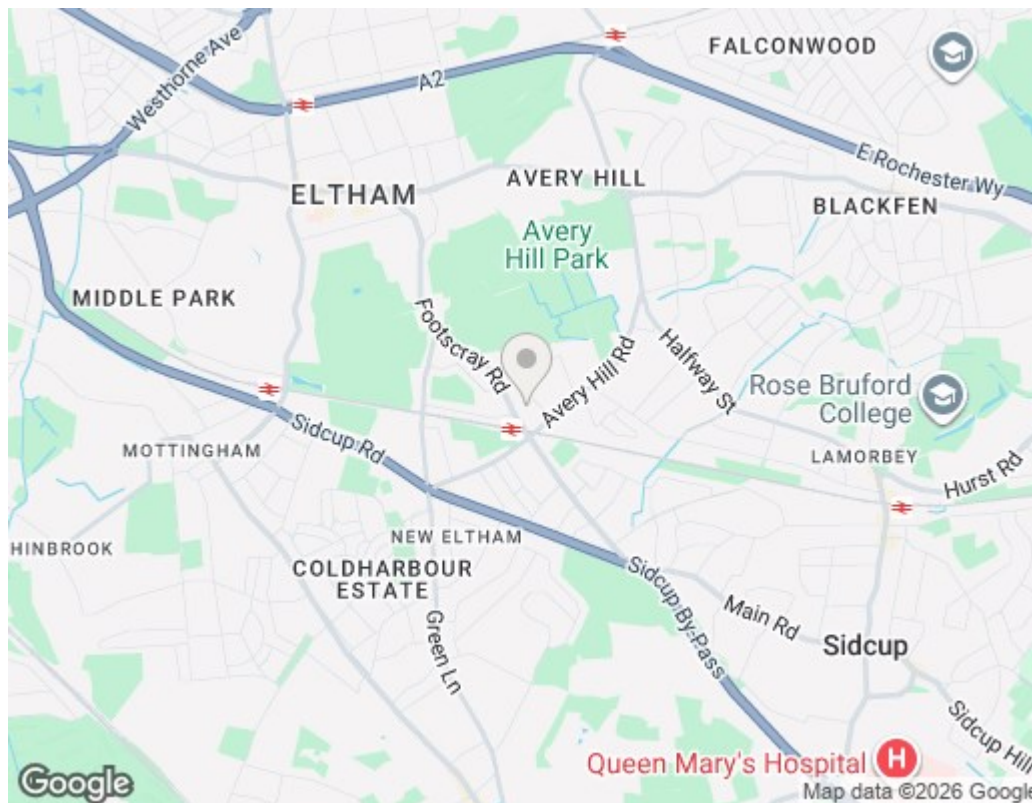 Westhorne Ave
A2
FALCONWOOD
E Rochester Wy
ELTHAM
AVERY HILL
BLACKFEN
Avery
Hill Park
MIDDLE PARK
Footscray Rd
Avery Hill Rd
Halfway St
Rose Bruford
College
Sidcup Rd
MOTTINGHAM
LAMORBEY
Hurst Rd
HINBROOK
NEW ELTHAM
COLDHARBOUR
ESTATE
Green Ln
Sidcup By-Pass
Main Rd
Sidcup
Sidcup Hill
Queen Mary's Hospital
H
Google
Map data ©2026 Google